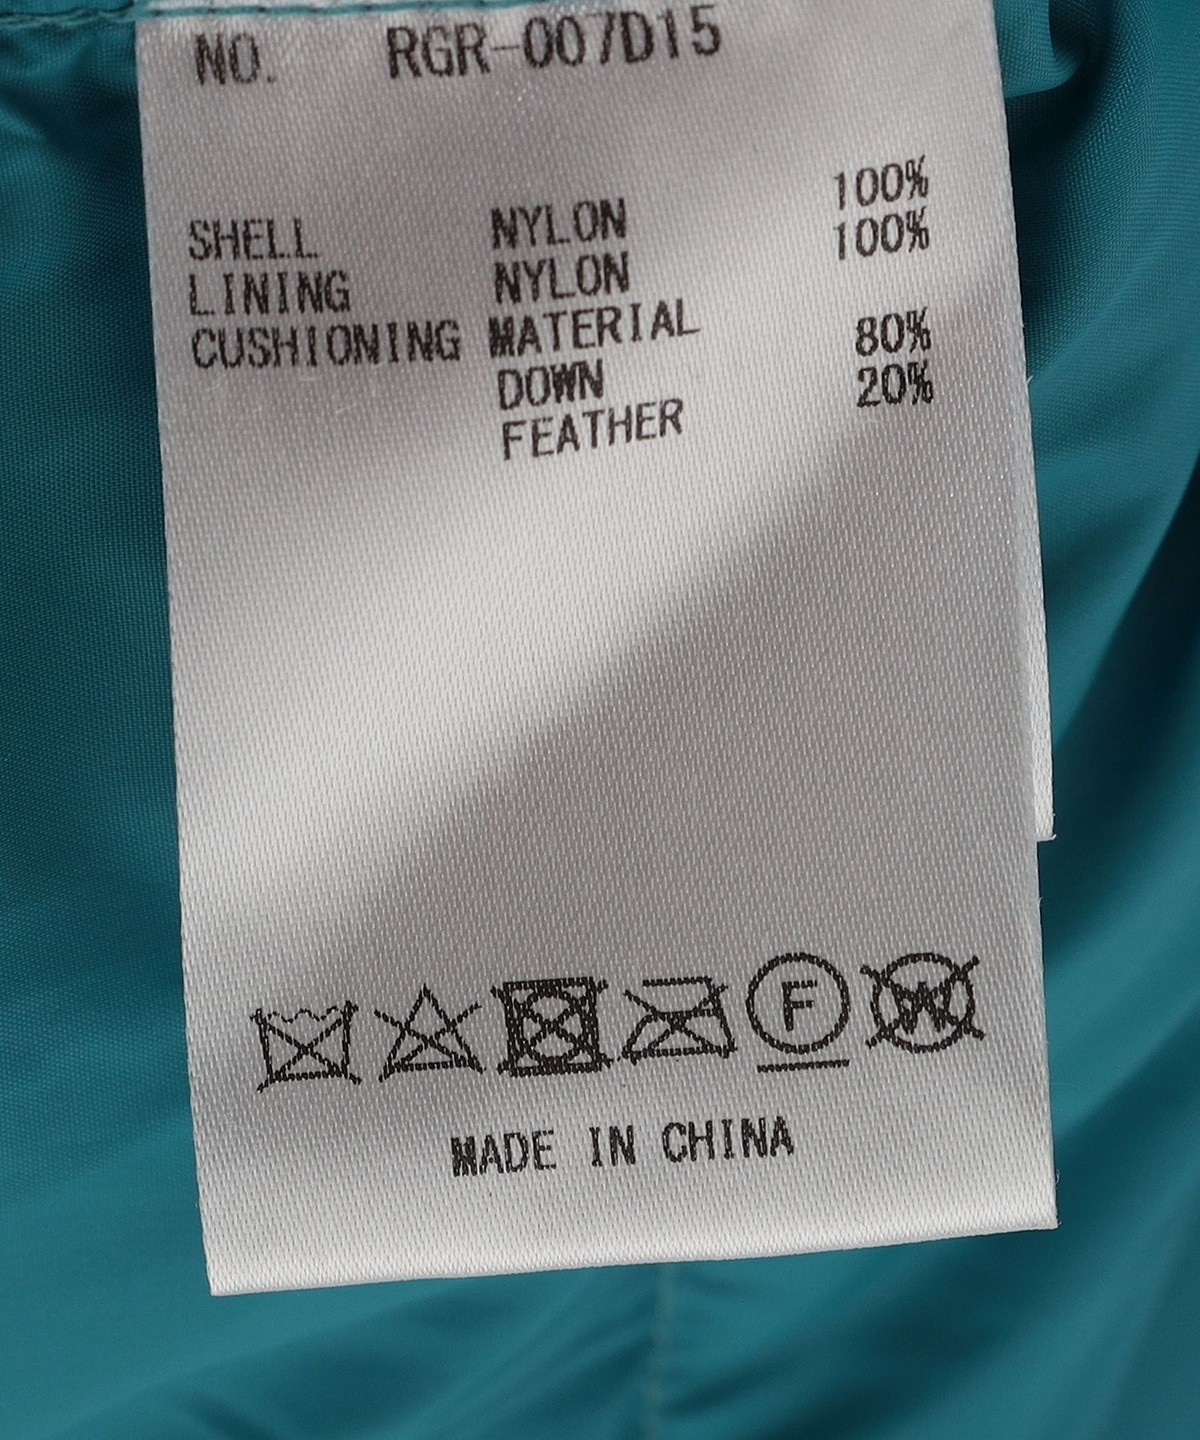 NO. RGR-007D15
SHELL NYLON 100%
LINING NYLON 100%
CUSHIONING MATERIAL
DOWN 80%
FEATHER 20%
F W
MADE IN CHINA